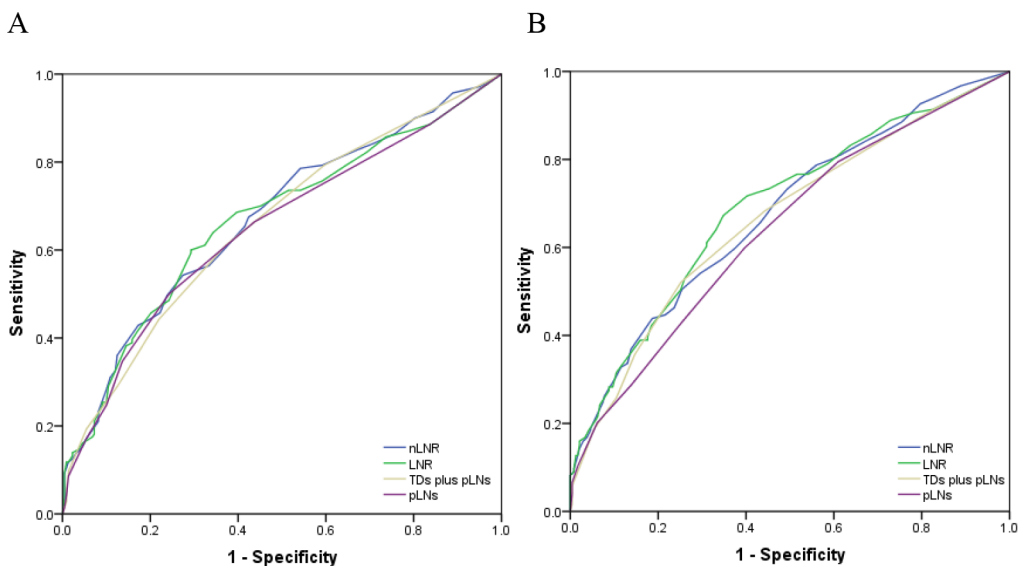 A
B
1.0
0.8
0.6
0.4
0.2
0.0
0.0 0.2 0.4 0.6 0.8 1.0
Sensitivity
1 - Specificity
nLNR
LNR
TDs plus pLNs
pLNs
1.0
0.8
0.6
0.4
0.2
0.0
0.0 0.2 0.4 0.6 0.8 1.0
Sensitivity
1 - Specificity
nLNR
LNR
TDs plus pLNs
pLNs